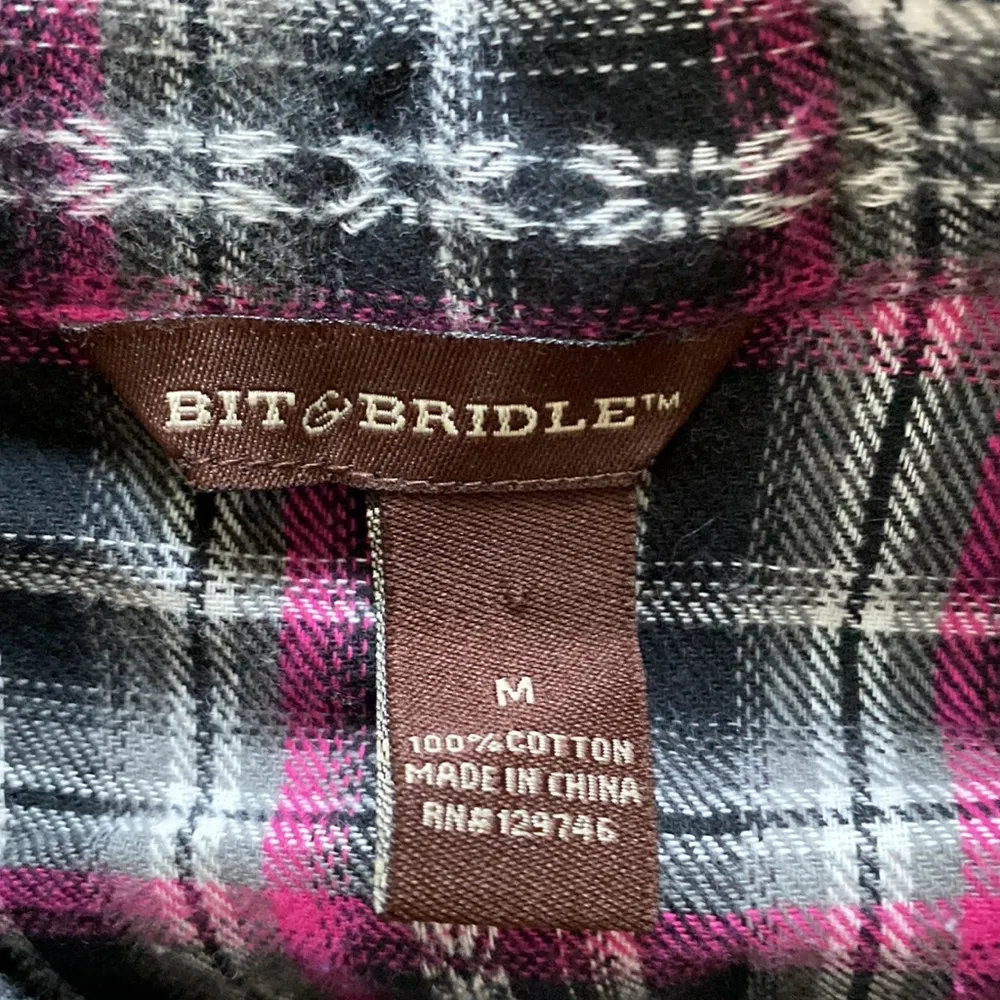 BIT & BRIDLE™
M
100% COTTON
MADE IN CHINA
RN# 129746